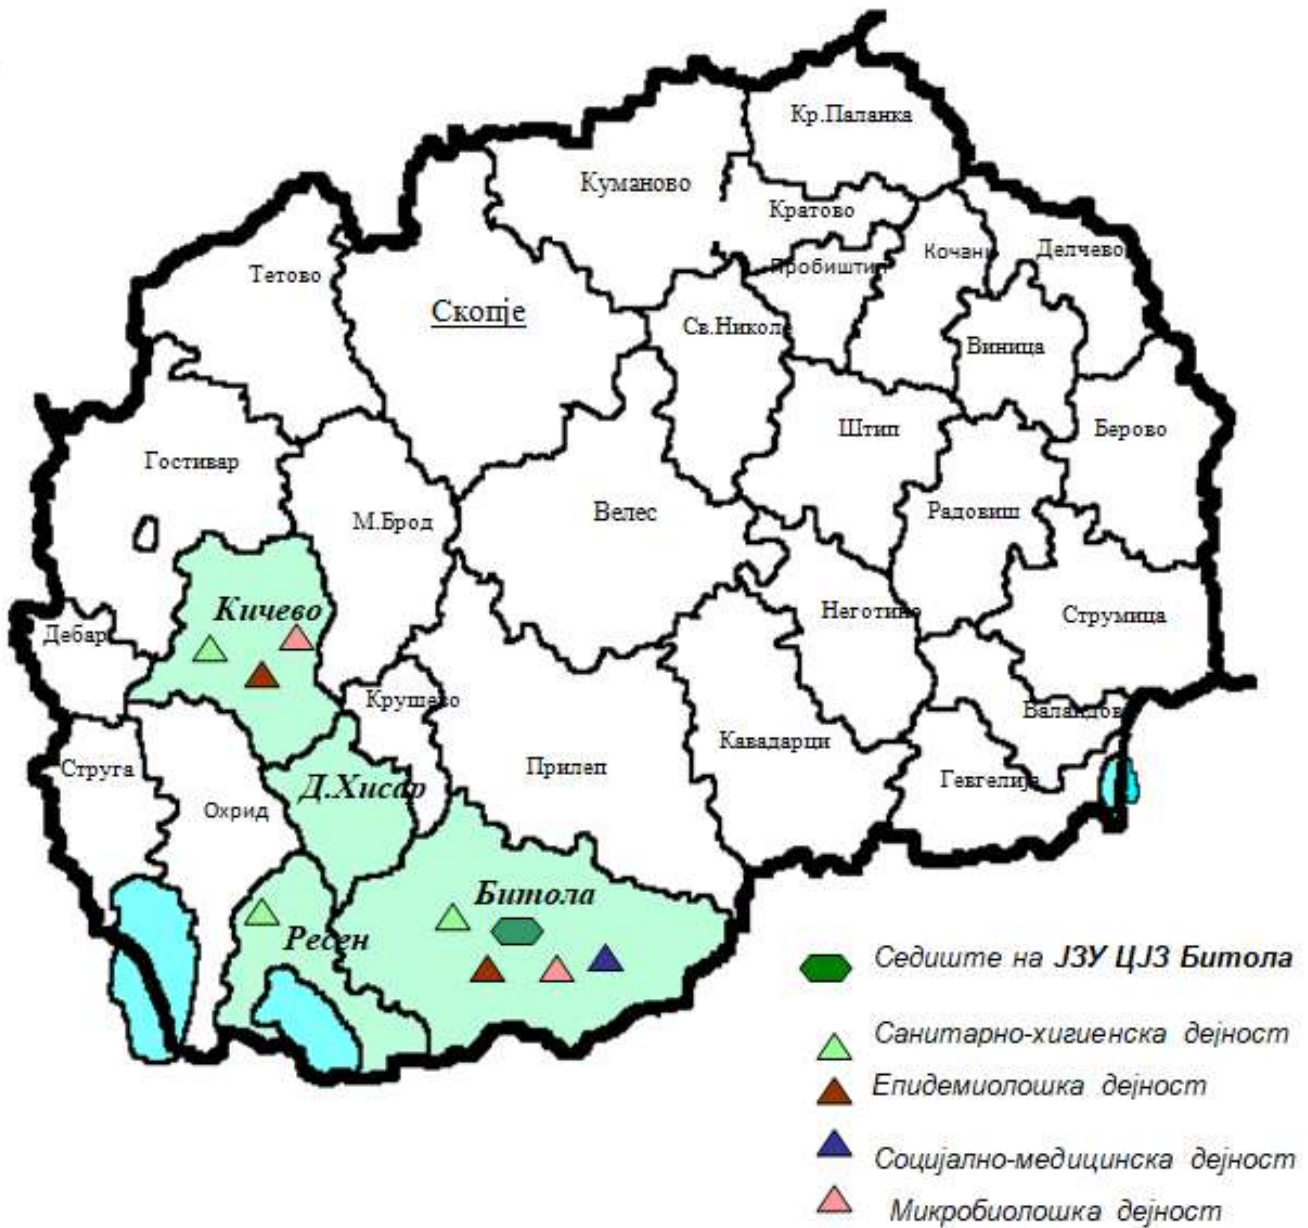 Кр.Паланка
Куманово
Кратово
Тетово
Кочани
Делчево
Пробиштип
Скопје
Св.Николе
Виница
Гостивар
Штип
Берово
М.Брод
Велес
Радовиш
Кичево
Неготино
Струмица
Дебар
Крушево
Валандово
Струга
Прилеп
Кавадарци
Гевгелија
Д.Хисар
Охрид
Битола
Ресен
Седиште на ЈЗУ ЦЈЗ Битола
Санитарно-хигиенска дејност
Епидемиолошка дејност
Социјално-медицинска дејност
Микробиолошка дејност